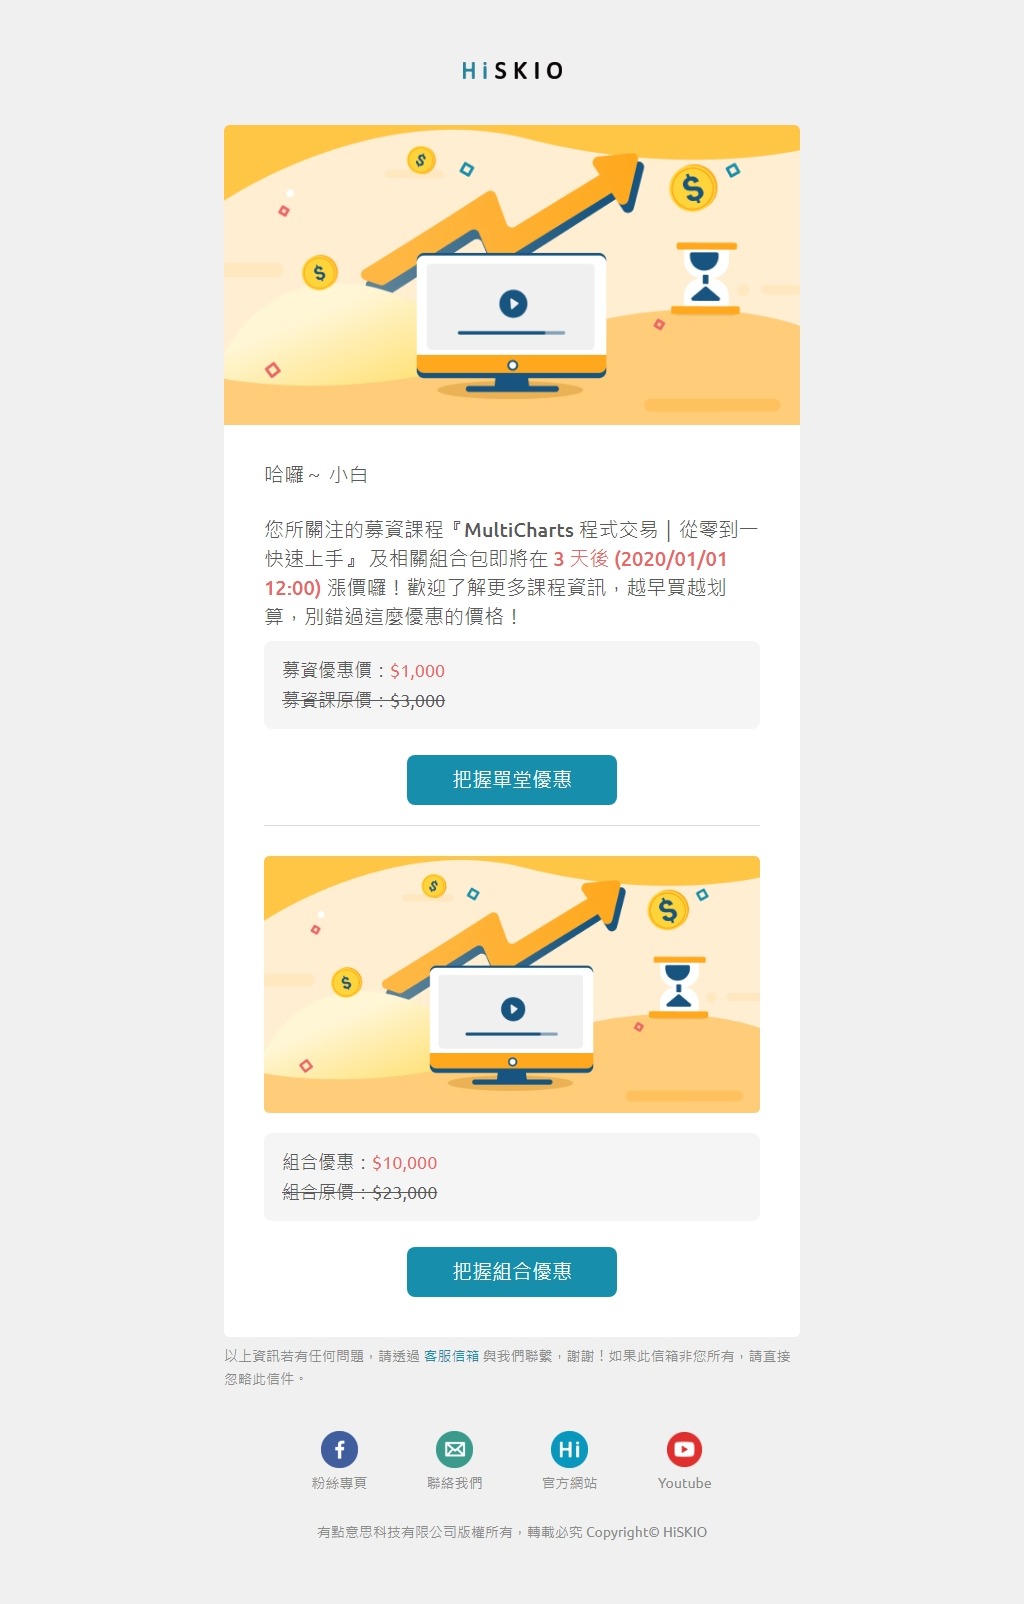 HiSKIO
哈囉～ 小白
您所關注的募資課程『MultiCharts 程式交易｜從零到一
快速上手』 及相關組合包即將在 3 天後 (2020/01/01
12:00) 漲價囉！歡迎了解更多課程資訊，越早買越划
算，別錯過這麼優惠的價格！
募資優惠價：$1,000
募資課原價：$3,000
把握單堂優惠
組合優惠：$10,000
組合原價：$23,000
把握組合優惠
以上資訊若有任何問題，請透過 客服信箱 與我們聯繫，謝謝！如果此信箱非您所有，請直接
忽略此信件。
Hi
粉絲專頁 聯絡我們 官方網站 Youtube
有點意思科技有限公司版權所有，轉載必究 Copyright© HiSKIO